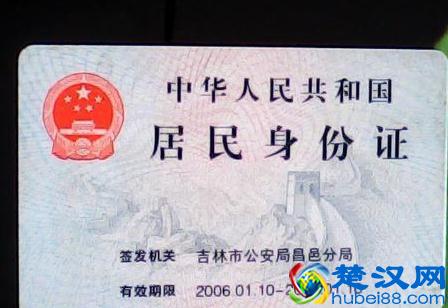 中华人民共和国
居民身份证
签发机关 吉林市公安局昌邑分局
有效期限 2006.01.10-20
楚汉网
hubei88.com